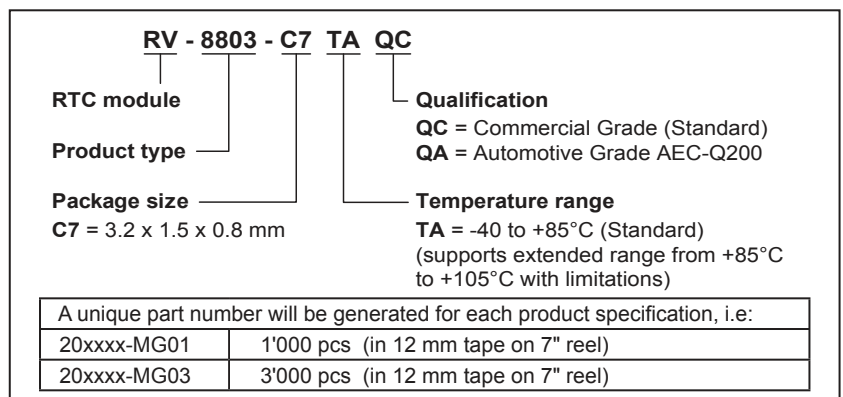 RV - 8803 - C7 TA QC
RTC module
Product type
Package size
C7 = 3.2 x 1.5 x 0.8 mm
Qualification
QC = Commercial Grade (Standard)
QA = Automotive Grade AEC-Q200
Temperature range
TA = -40 to +85°C (Standard)
(supports extended range from +85°C
to +105°C with limitations)
A unique part number will be generated for each product specification, i.e:
20xxxx-MG01 1'000 pcs (in 12 mm tape on 7" reel)
20xxxx-MG03 3'000 pcs (in 12 mm tape on 7" reel)